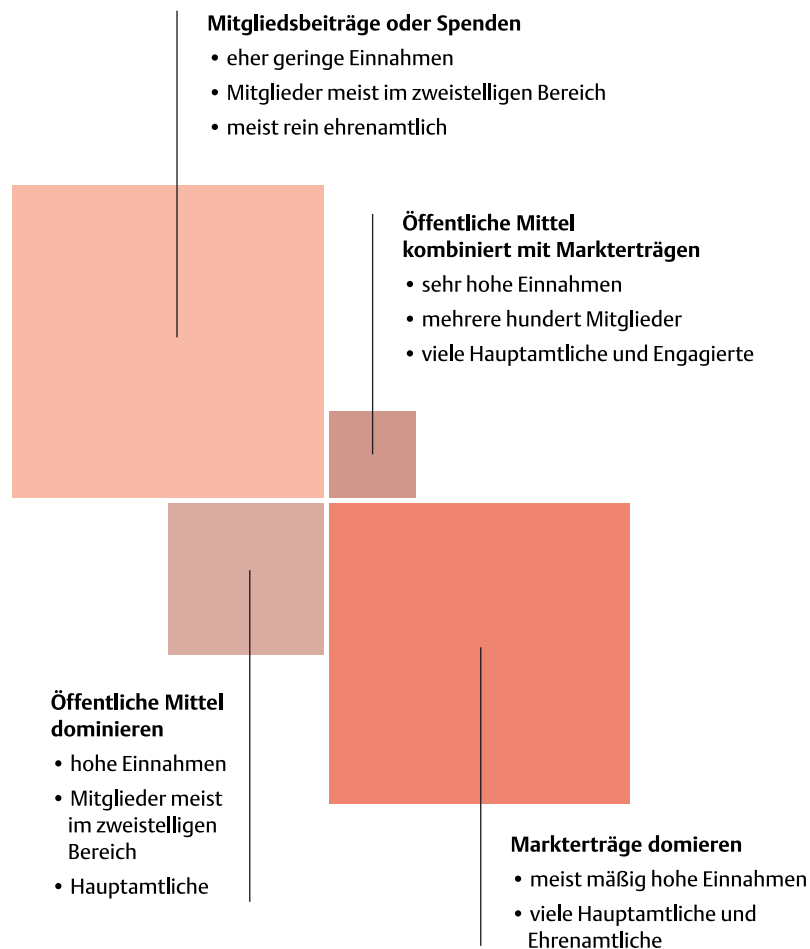 Mitgliedsbeiträge oder Spenden
• eher geringe Einnahmen
• Mitglieder meist im zweistelligen Bereich
• meist rein ehrenamtlich
Öffentliche Mittel
kombiniert mit Markterträgen
• sehr hohe Einnahmen
• mehrere hundert Mitglieder
• viele Hauptamtliche und Engagierte
Öffentliche Mittel
dominieren
• hohe Einnahmen
• Mitglieder meist
im zweistelligen
Bereich
• Hauptamtliche
Markterträge domieren
• meist mäßig hohe Einnahmen
• viele Hauptamtliche und
Ehrenamtliche